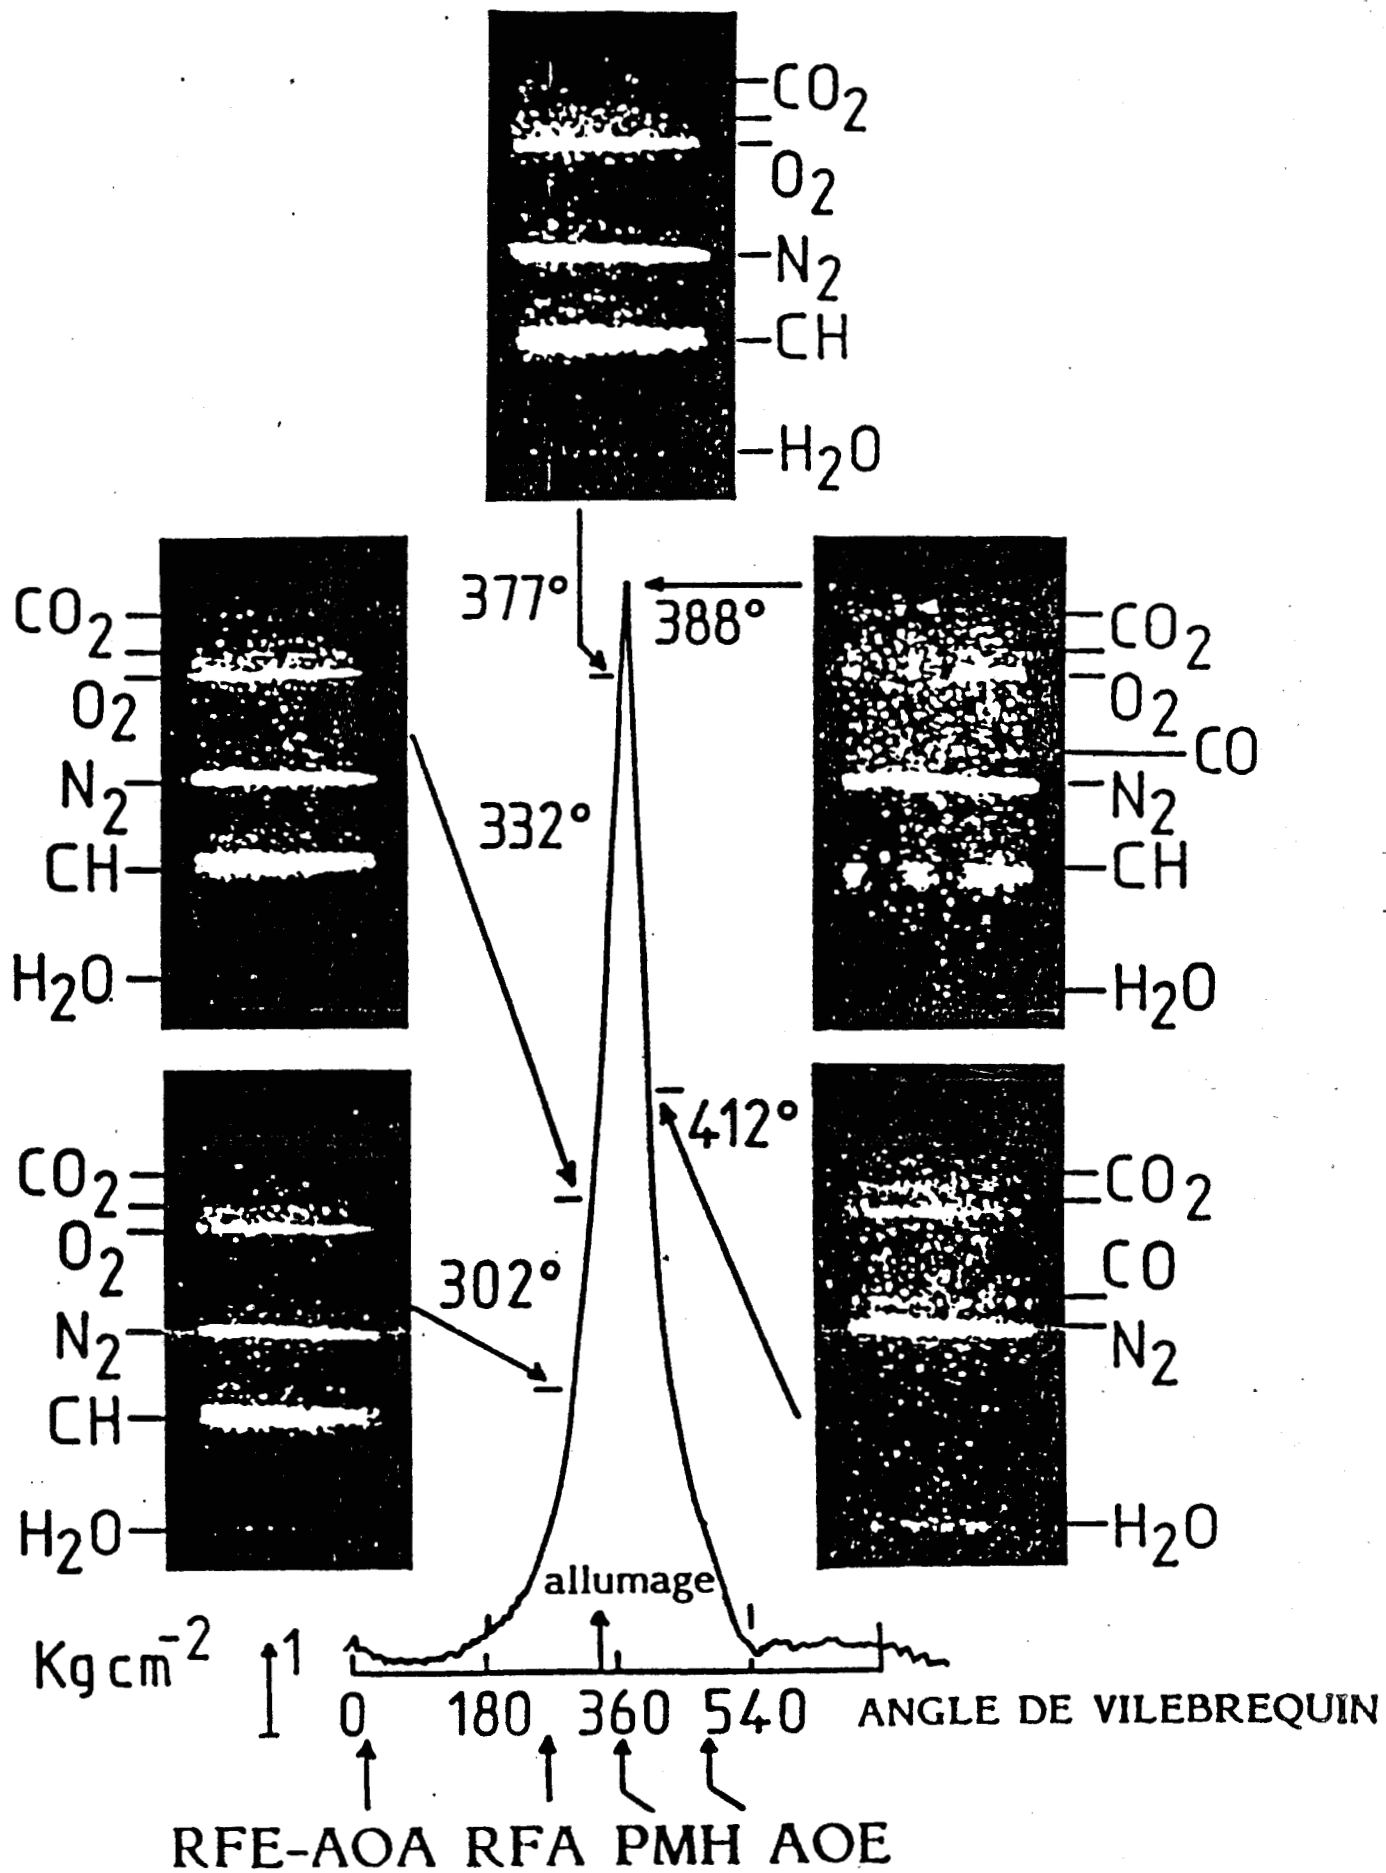 CO2
O2
N2
CH
H2O
377°
388°
CO2
O2
N2
CH
H2O
CO2
O2
CO
N2
CH
H2O
332°
412°
CO2
O2
N2
CH
H2O
302°
CO2
CO
N2
H2O
allumage
Kg cm-2
1
0 180 360 540 ANGLE DE VILEBREQUIN
RFE-AOA RFA PMH AOE